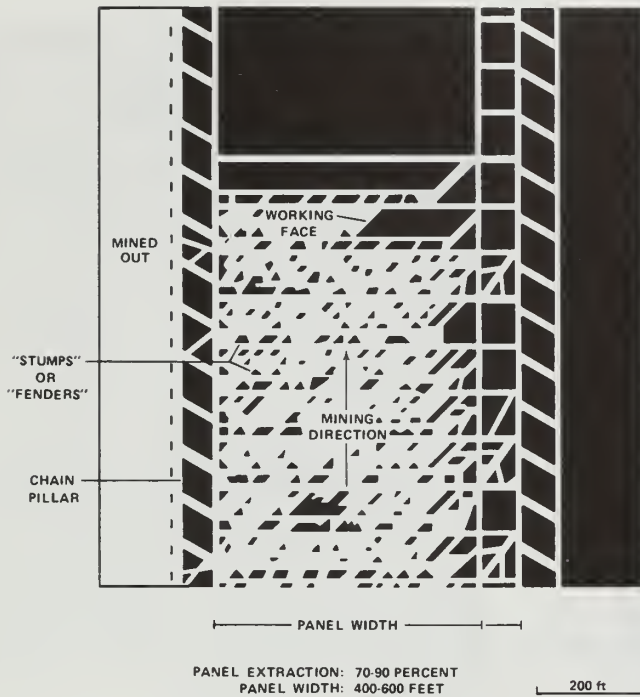 WORKING
FACE
MINED
OUT
"STUMPS"
OR
"FENDERS"
MINING
DIRECTION
CHAIN
PILLAR
PANEL WIDTH
PANEL EXTRACTION: 70-90 PERCENT
PANEL WIDTH: 400-600 FEET
200 ft